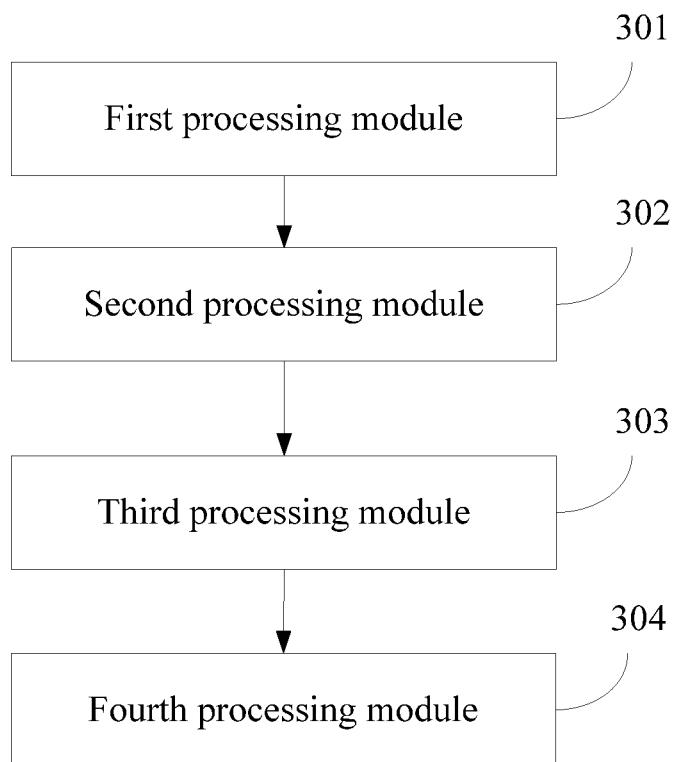 301
First processing module
302
Second processing module
303
Third processing module
304
Fourth processing module